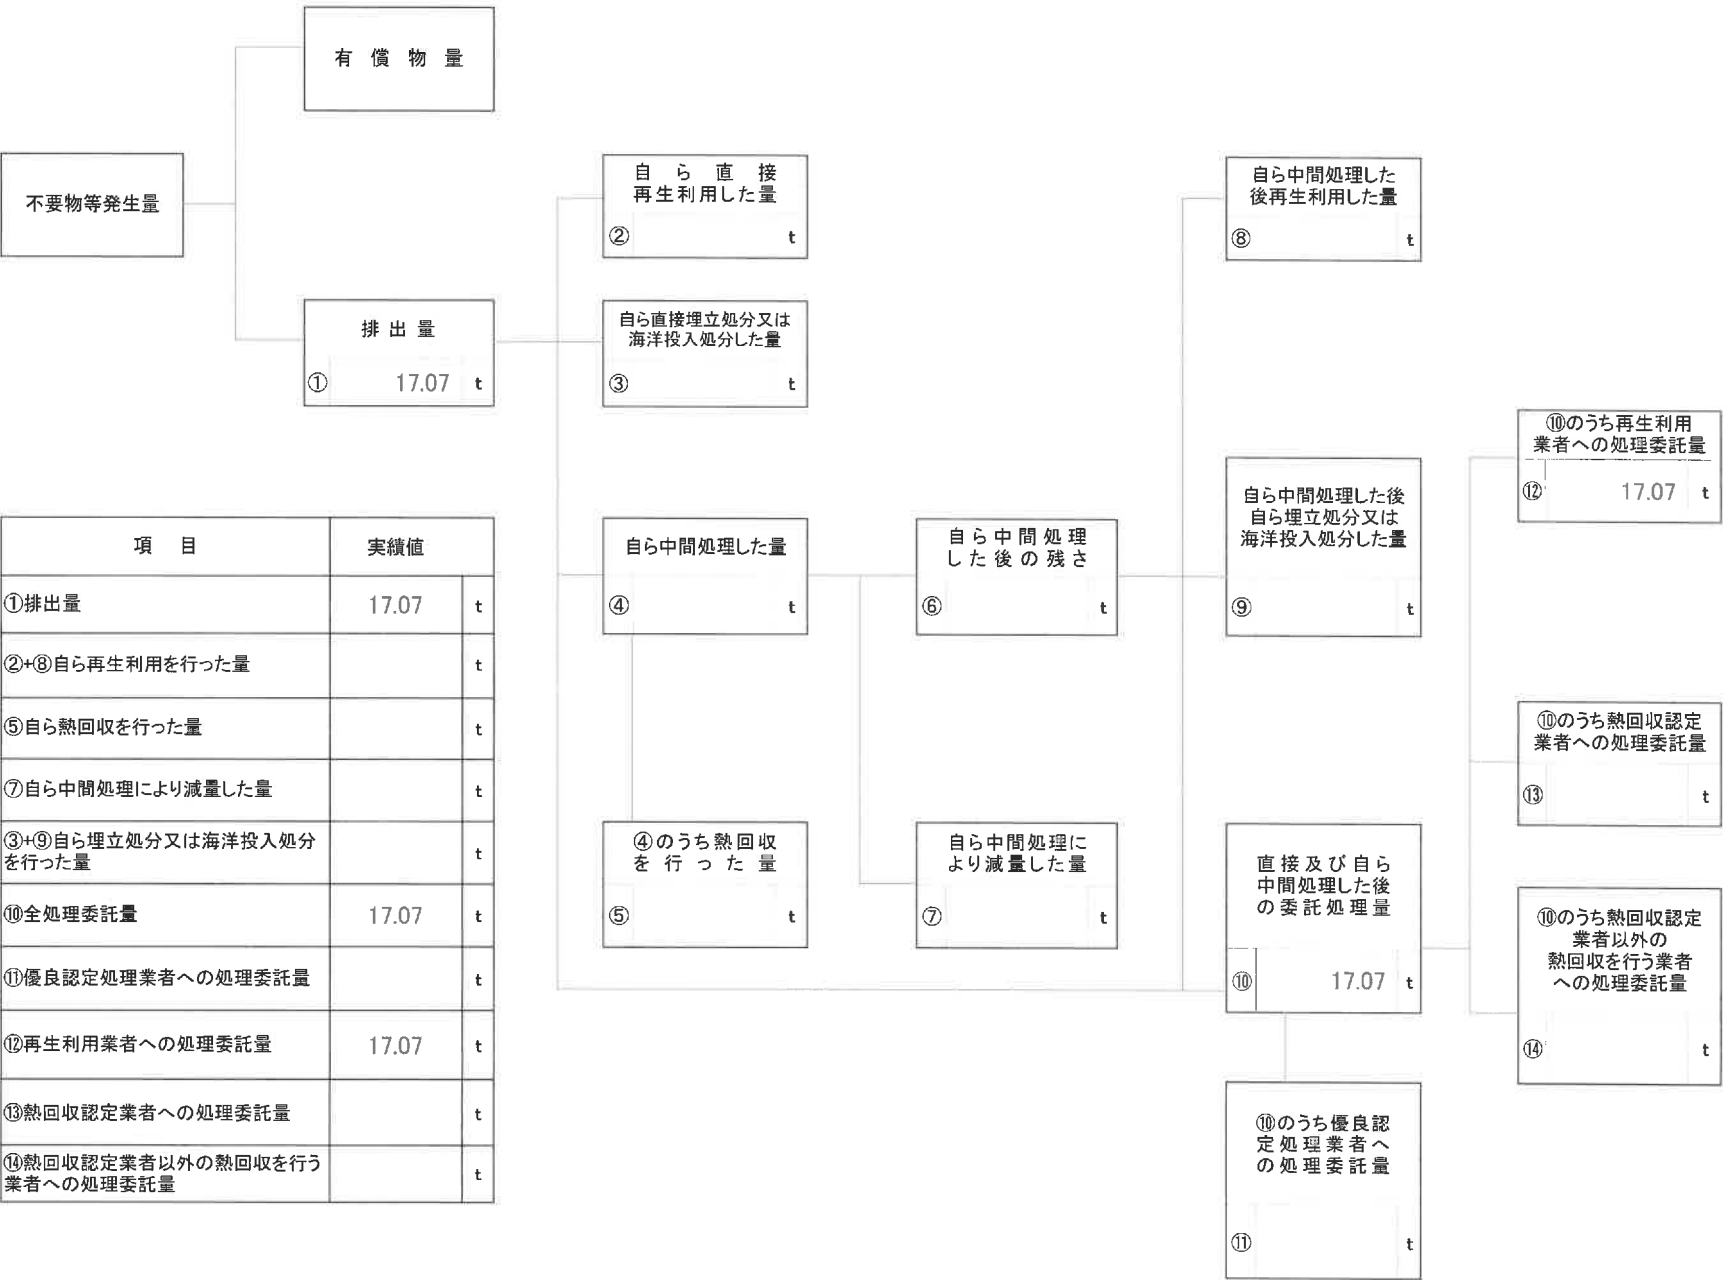 有償物量
不要物等発生量
排出量
① 17.07 t
自ら直接
再生利用した量
② t
自ら直接埋立処分又は
海洋投入処分した量
③ t
自ら中間処理した量
④ t
④のうち熱回収
を行った量
⑤ t
自ら中間処理
した後の残さ
⑥ t
自ら中間処理に
より減量した量
⑦ t
自ら中間処理した
後再生利用した量
⑧ t
自ら中間処理した後
自ら埋立処分又は
海洋投入処分した量
⑨ t
直接及び自ら
中間処理した後
の委託処理量
⑩ 17.07 t
⑩のうち優良認
定処理業者へ
の処理委託量
⑪ t
⑩のうち再生利用
業者への処理委託量
⑫ 17.07 t
⑩のうち熱回収認定
業者への処理委託量
⑬ t
⑩のうち熱回収認定
業者以外の
熱回収を行う業者
への処理委託量
⑭ t
項目 実績値
①排出量 17.07 t
②+⑧自ら再生利用を行った量 t
⑤自ら熱回収を行った量 t
⑦自ら中間処理により減量した量 t
③+⑨自ら埋立処分又は海洋投入処分
を行った量 t
⑩全処理委託量 17.07 t
⑪優良認定処理業者への処理委託量 t
⑫再生利用業者への処理委託量 17.07 t
⑬熱回収認定業者への処理委託量 t
⑭熱回収認定業者以外の熱回収を行う
業者への処理委託量 t